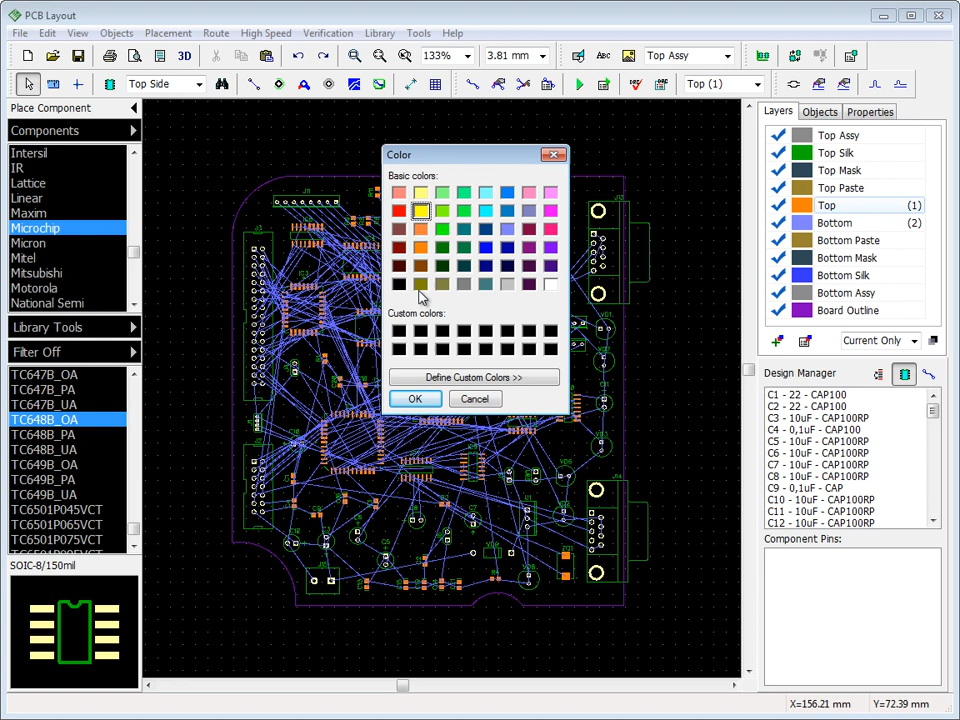 PCB Layout
File Edit View Objects Placement Route High Speed Verification Library Tools Help
3D 133% 3.81 mm ABC Top Assy
Top Side Top (1)
Place Component
Components
Intersil
IR
Lattice
Linear
Maxim
Microchip
Micron
Mitel
Mitsubishi
Motorola
National Semi
Library Tools
Filter Off
TC647B_OA
TC647B_PA
TC647B_UA
TC648B_OA
TC648B_PA
TC648B_UA
TC649B_OA
TC649B_PA
TC649B_UA
TC6501P045VCT
TC6501P065VCT
TC6501P075VCT
TC6501P095VCT
SOIC-8/150mil
Color
Basic colors:
Custom colors:
Define Custom Colors >>
OK Cancel
Layers Objects Properties
Top Assy
Top Silk
Top Mask
Top Paste
Top (1)
Bottom (2)
Bottom Paste
Bottom Mask
Bottom Silk
Bottom Assy
Board Outline
Current Only
Design Manager
C1 - 22 - CAP100
C2 - 22 - CAP100
C3 - 10uF - CAP100RP
C4 - 0,1uF - CAP100
C5 - 10uF - CAP100RP
C6 - 10uF - CAP100RP
C7 - 10uF - CAP100RP
C8 - 10uF - CAP100RP
C9 - 0,1uF - CAP
C10 - 10uF - CAP100RP
C11 - 10uF - CAP100RP
C12 - 10uF - CAP100RP
Component Pins:
X=156.21 mm Y=72.39 mm